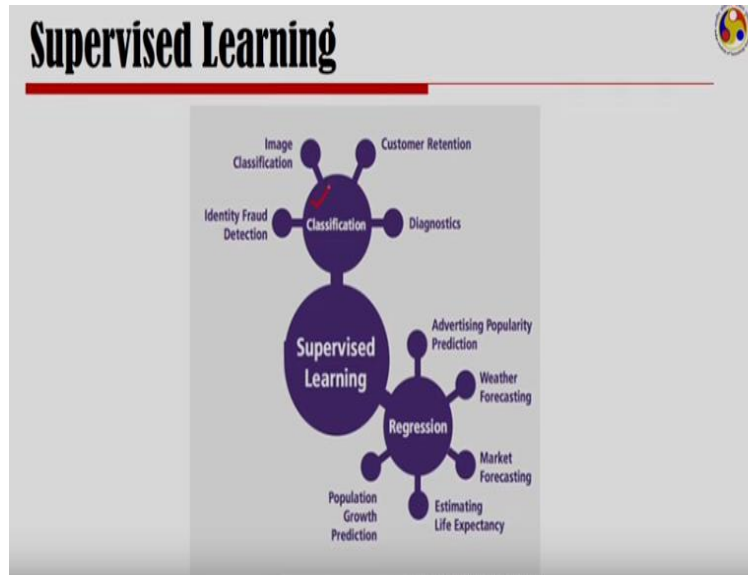 Supervised Learning
Image
Classification
Customer Retention
Identity Fraud
Detection
Classification
Diagnostics
Supervised
Learning
Advertising Popularity
Prediction
Weather
Forecasting
Regression
Market
Forecasting
Population
Growth
Prediction
Estimating
Life Expectancy